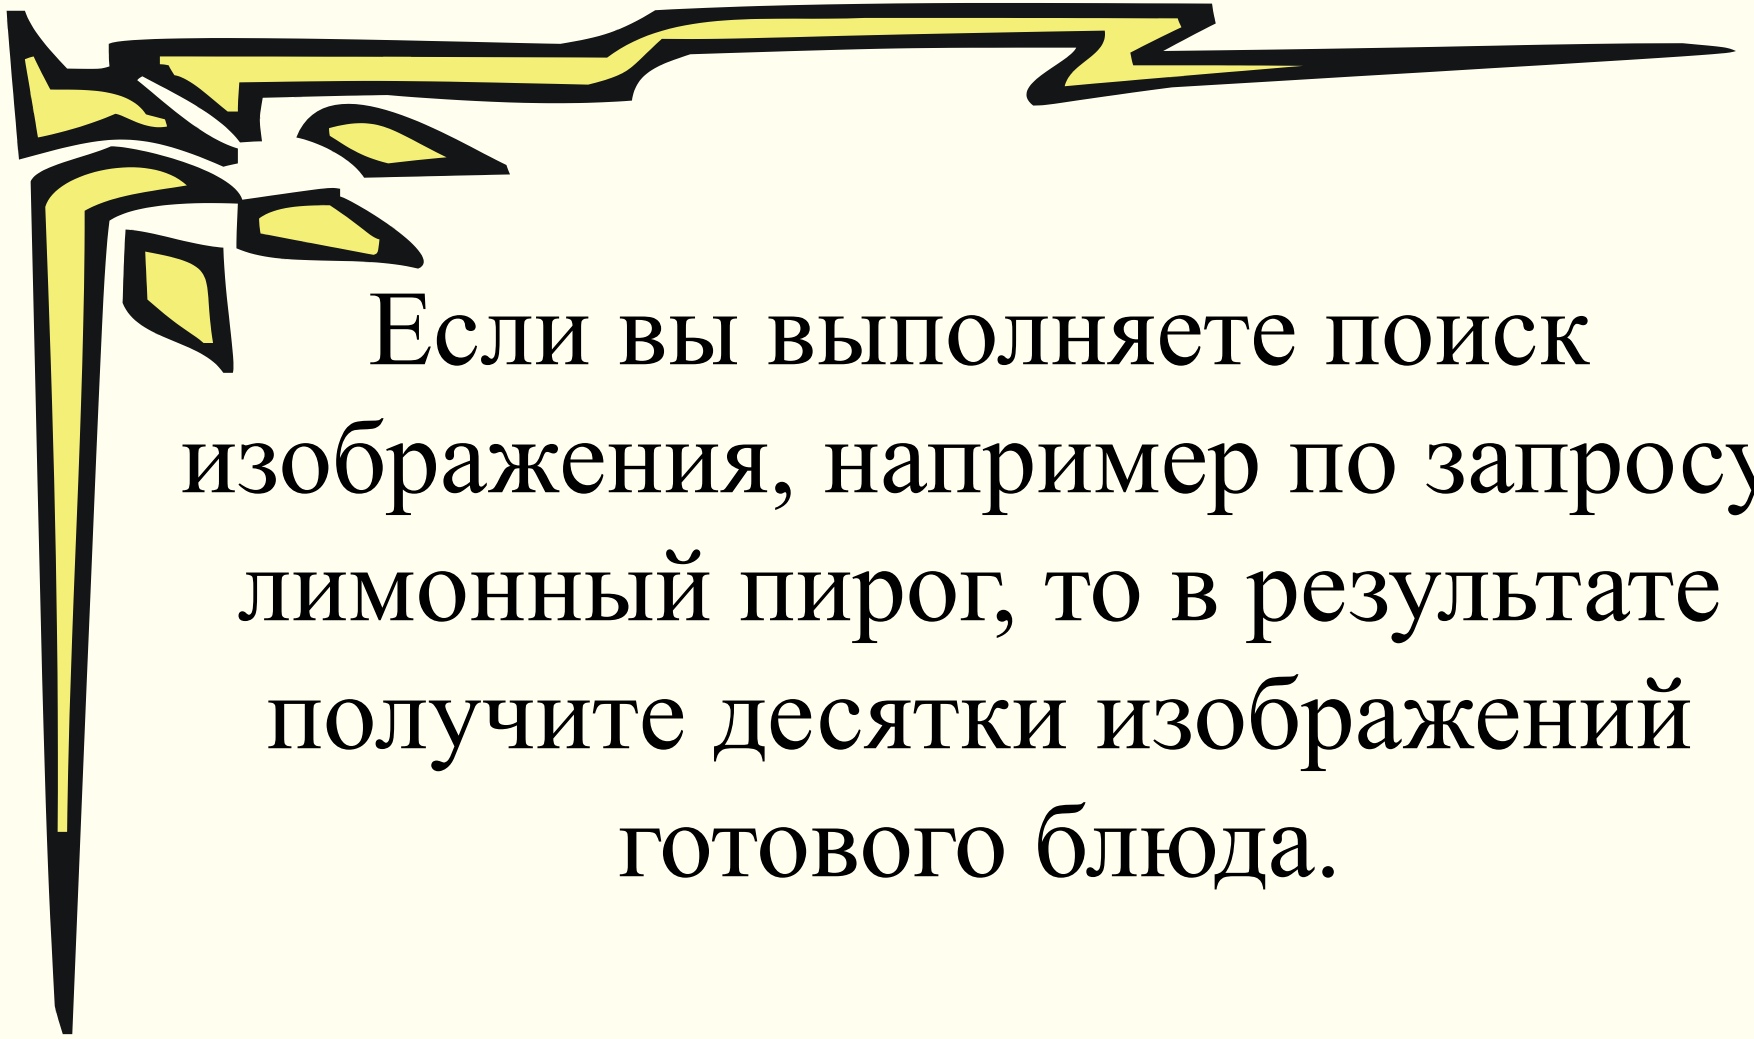 Если вы выполняете поиск
изображения, например по запросу
лимонный пирог, то в результате
получите десятки изображений
готового блюда.